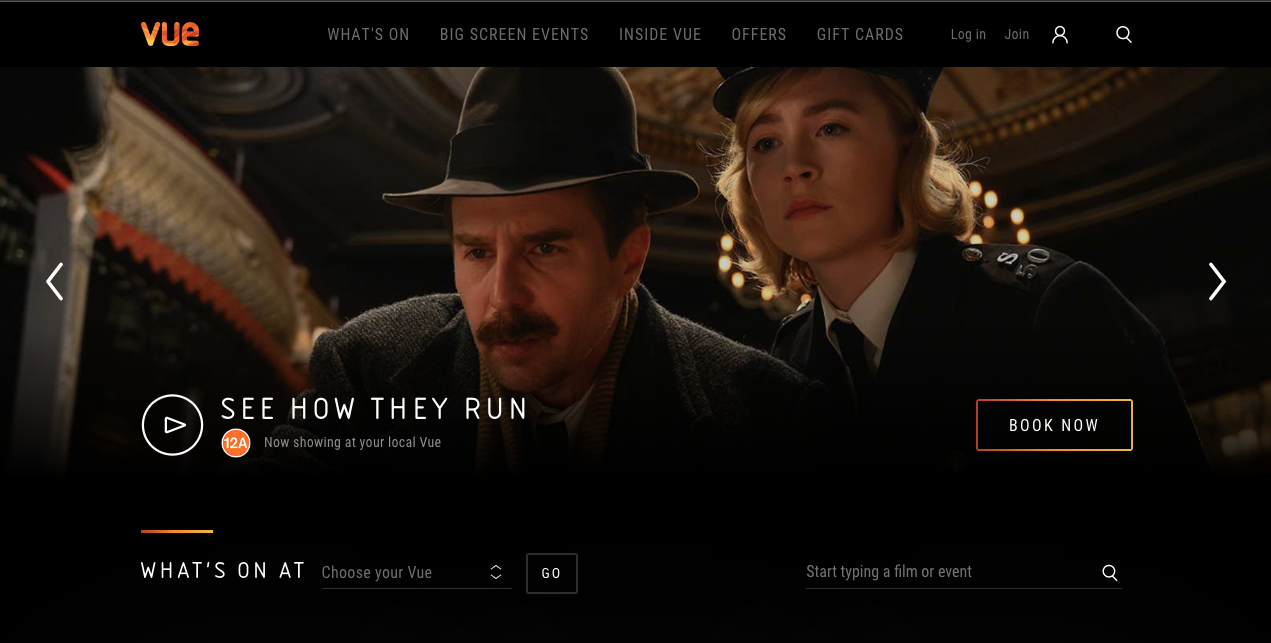 vue
WHAT'S ON BIG SCREEN EVENTS INSIDE VUE OFFERS GIFT CARDS Log in Join
SEE HOW THEY RUN
12A Now showing at your local Vue
BOOK NOW
WHAT'S ON AT Choose your Vue GO Start typing a film or event